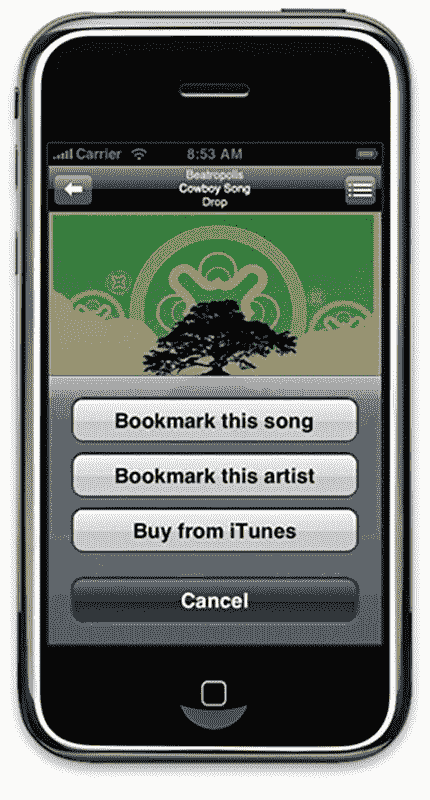 Carrier 8:53 AM
Beatropolis
Cowboy Song
Drop
Bookmark this song
Bookmark this artist
Buy from iTunes
Cancel